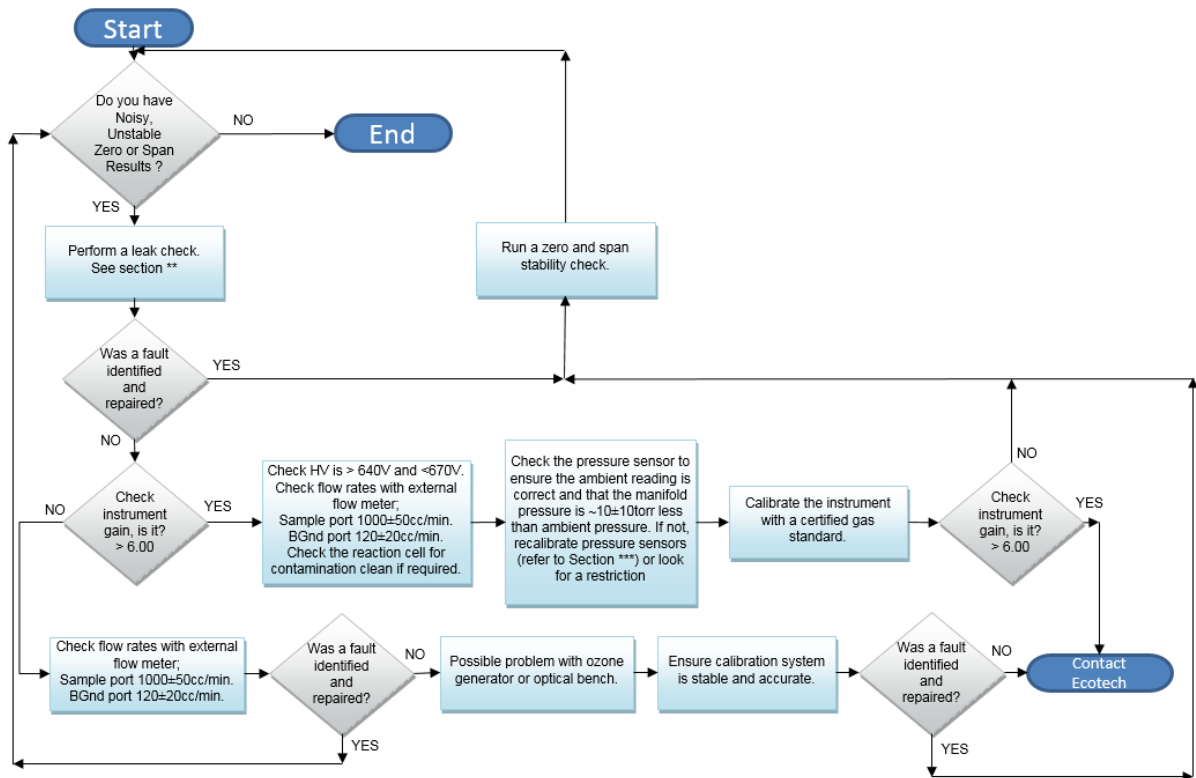 Start
Do you have
Noisy,
Unstable
Zero or Span
Results ?
NO
End
YES
Perform a leak check.
See section **
Run a zero and span
stability check.
Was a fault
identified
and
repaired?
YES
NO
Check
instrument
gain, is it?
> 6.00
NO
YES
Check HV is > 640V and <670V.
Check flow rates with external
flow meter;
Sample port 1000±50cc/min.
BGnd port 120±20cc/min.
Check the reaction cell for
contamination clean if required.
Check the pressure sensor to
ensure the ambient reading is
correct and that the manifold
pressure is ~10±10torr less
than ambient pressure. If not,
recalibrate pressure sensors
(refer to Section ***) or look
for a restriction
Calibrate the instrument
with a certified gas
standard.
NO
Check
instrument
gain, is it?
> 6.00
YES
Check flow rates with external
flow meter;
Sample port 1000±50cc/min.
BGnd port 120±20cc/min.
Was a fault
identified
and
repaired?
NO
YES
Possible problem with ozone
generator or optical bench.
Ensure calibration system
is stable and accurate.
Was a fault
identified
and
repaired?
NO
YES
Contact
Ecotech